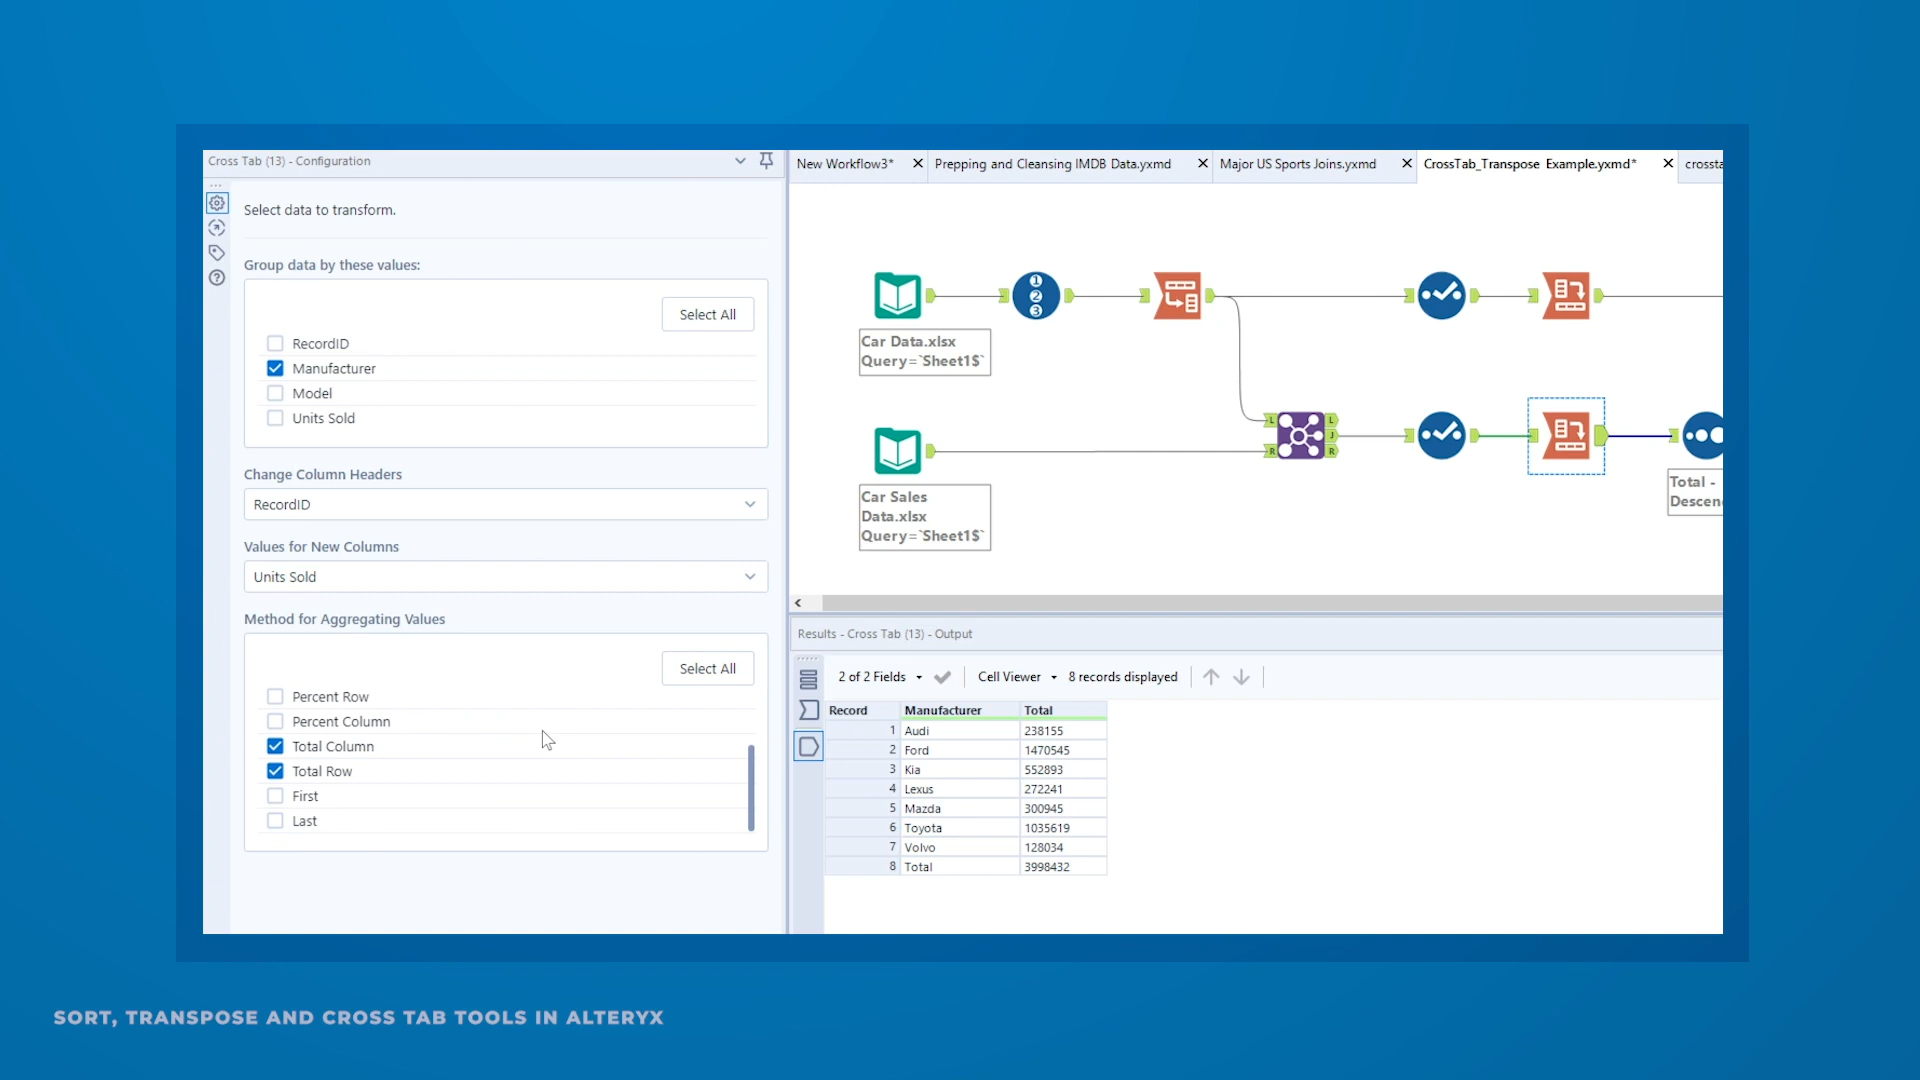 Cross Tab (13) - Configuration
Select data to transform.
Group data by these values:
Select All
RecordID
Manufacturer
Model
Units Sold
Change Column Headers
RecordID
Values for New Columns
Units Sold
Method for Aggregating Values
Select All
Percent Row
Percent Column
Total Column
Total Row
First
Last
New Workflow3* Prepping and Cleansing IMDB Data.yxmd Major US Sports Joins.yxmd CrossTab_Transpose Example.yxmd* crossta
1
2
3
Car Data.xlsx
Query=`Sheet1$`
L L
J
R R
Car Sales
Data.xlsx
Query=`Sheet1$`
Total -
Descen
Results - Cross Tab (13) - Output
2 of 2 Fields Cell Viewer 8 records displayed
Record Manufacturer Total
1 Audi 238155
2 Ford 1470545
3 Kia 552893
4 Lexus 272241
5 Mazda 300945
6 Toyota 1035619
7 Volvo 128034
8 Total 3998432
SORT, TRANSPOSE AND CROSS TAB TOOLS IN ALTERYX